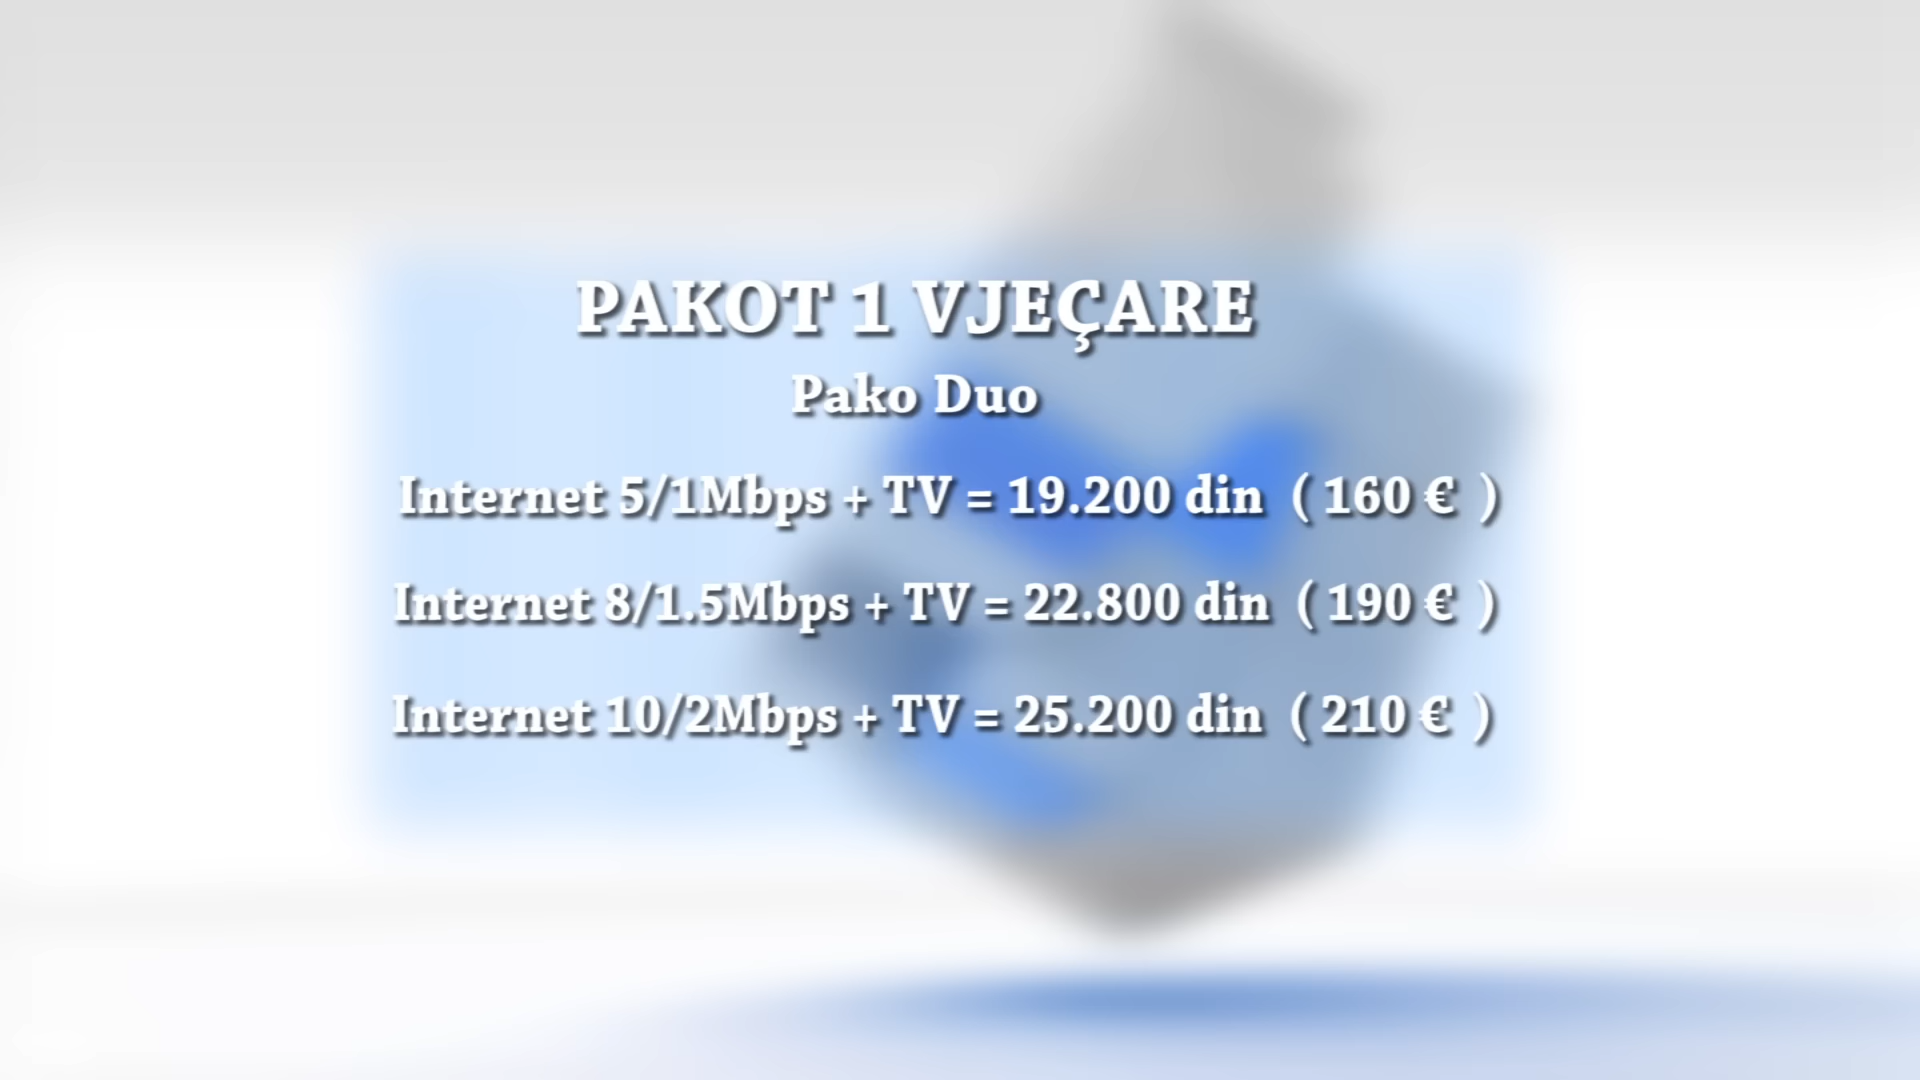 PAKOT 1 VJEÇARE
Pako Duo
Internet 5/1Mbps + TV = 19.200 din ( 160 € )
Internet 8/1.5Mbps + TV = 22.800 din ( 190 € )
Internet 10/2Mbps + TV = 25.200 din ( 210 € )